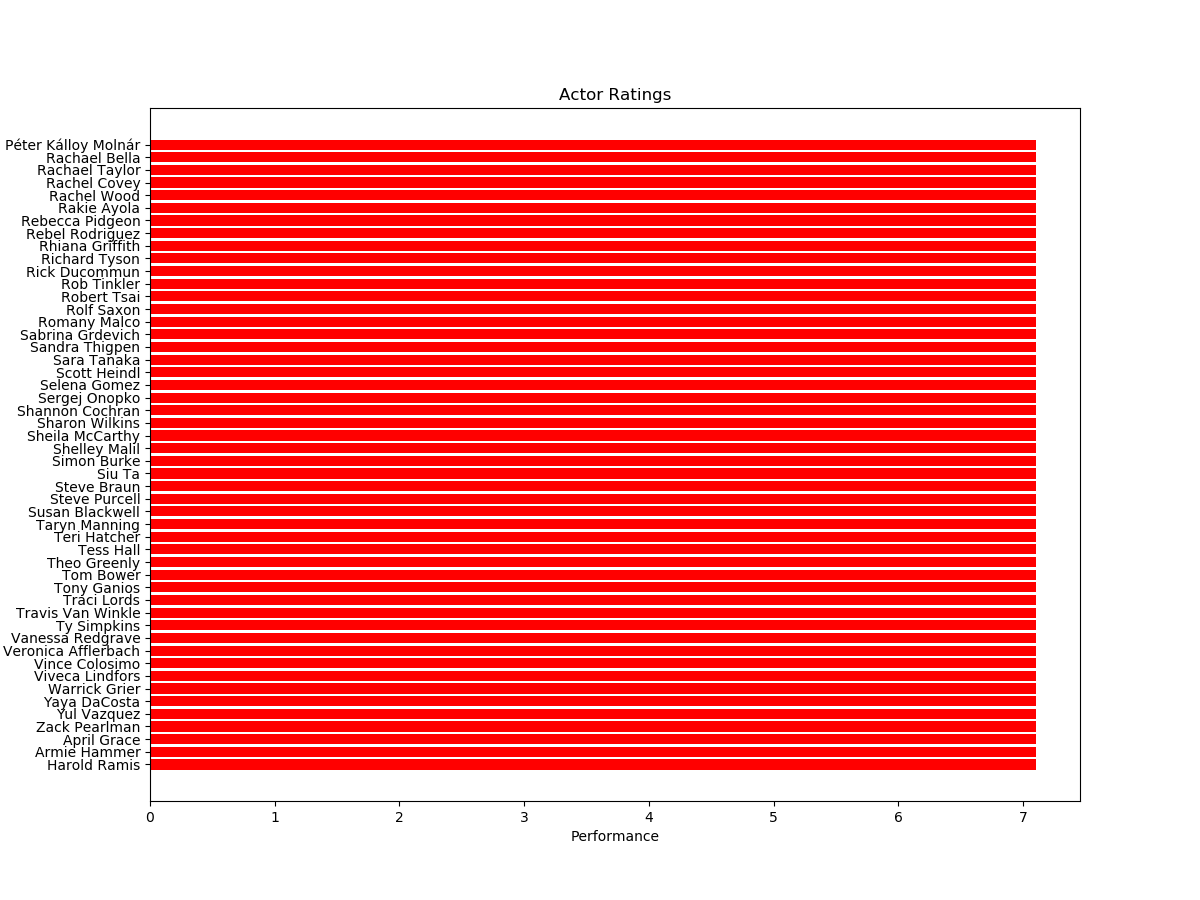 Actor Ratings
Péter Kálloy Molnár
Rachael Bella
Rachael Taylor
Rachel Covey
Rachel Wood
Rakie Ayola
Rebecca Pidgeon
Rebel Rodriguez
Rhiana Griffith
Richard Tyson
Rick Ducommun
Rob Tinkler
Robert Tsai
Rolf Saxon
Romany Malco
Sabrina Grdevich
Sandra Thigpen
Sara Tanaka
Scott Heindl
Selena Gomez
Sergej Onopko
Shannon Cochran
Sharon Wilkins
Sheila McCarthy
Shelley Malil
Simon Burke
Siu Ta
Steve Braun
Steve Purcell
Susan Blackwell
Taryn Manning
Teri Hatcher
Tess Hall
Theo Greenly
Tom Bower
Tony Ganios
Traci Lords
Travis Van Winkle
Ty Simpkins
Vanessa Redgrave
Veronica Afflerbach
Vince Colosimo
Viveca Lindfors
Warrick Grier
Yaya DaCosta
Yul Vazquez
Zack Pearlman
April Grace
Armie Hammer
Harold Ramis
0 1 2 3 4 5 6 7
Performance